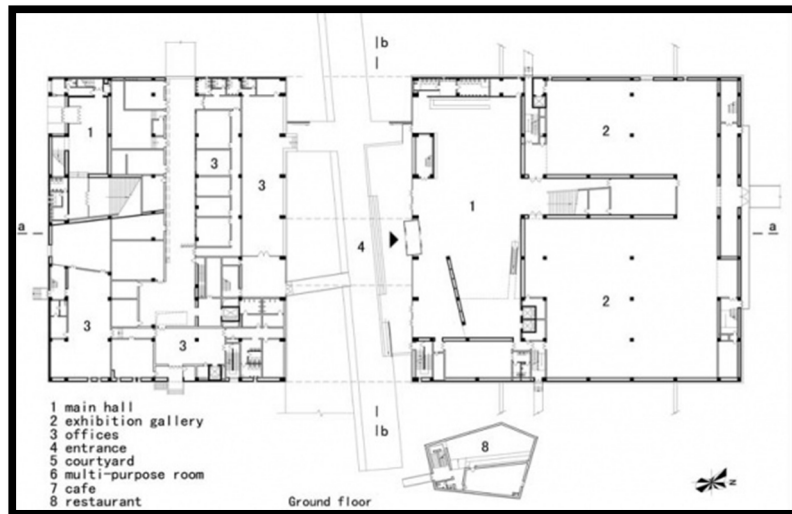 b
1
2
3
3
1
a
4
a
2
3
3
b
1 main hall
2 exhibition gallery
3 offices
4 entrance
5 courtyard
6 multi-purpose room
7 cafe
8 restaurant
8
Ground floor
N